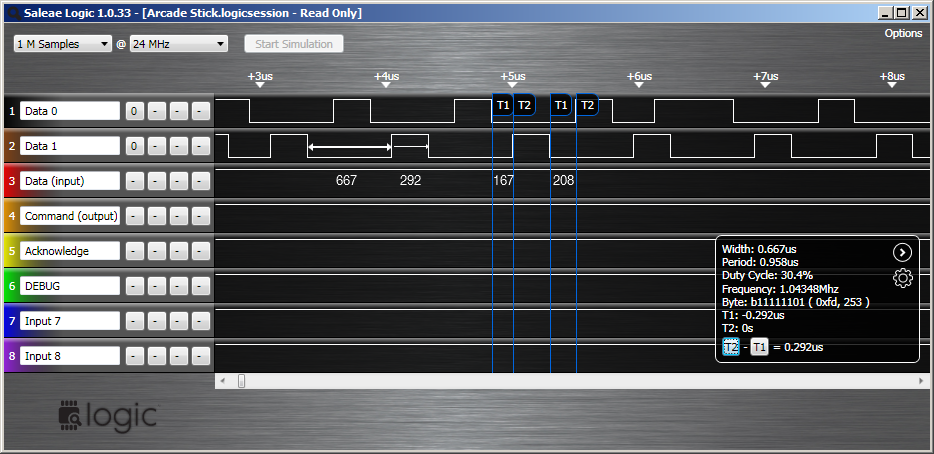 Saleae Logic 1.0.33 - [Arcade Stick.logicsession - Read Only]
Options
1 M Samples @ 24 MHz Start Simulation
+3us +4us +5us +6us +7us +8us
1 Data 0 0 - - - T1 T2 T1 T2
2 Data 1 0 - - -
3 Data (input) - - - - 667 292 167 208
4 Command (output) - - - -
5 Acknowledge - - - -
6 DEBUG - - - -
7 Input 7 - - - -
8 Input 8 - - - -
Width: 0.667us
Period: 0.958us
Duty Cycle: 30.4%
Frequency: 1.04348Mhz
Byte: b11111101 ( 0xfd, 253 )
T1: -0.292us
T2: 0s
T2 - T1 = 0.292us
logic